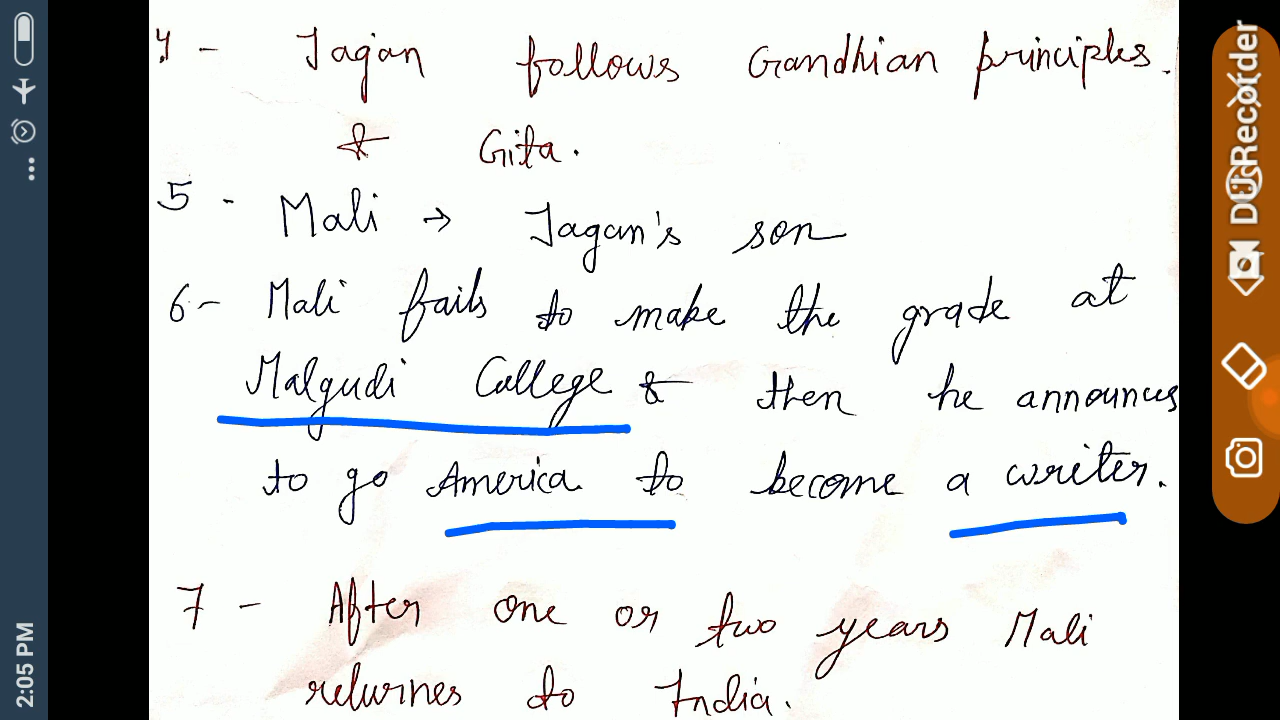 4 - Jagan follows Gandhian principles.
& Gita.
5 - Mali → Jagan's son
6 - Mali fails to make the grade at
Malgudi College & then he announces
to go America to become a writer.
7 - After one or two years Mali
returnes to India.
2:05 PM
DU Recorder